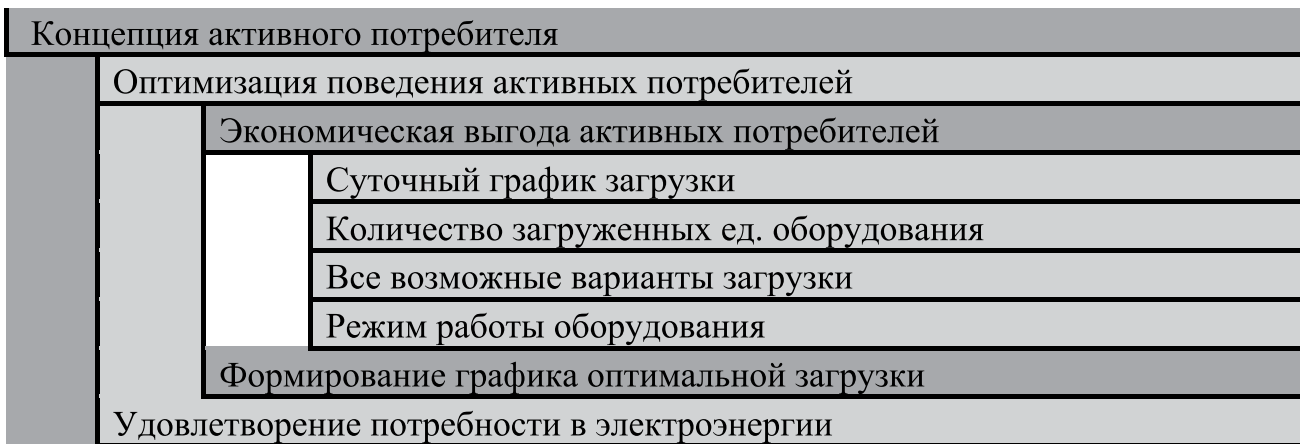 Концепция активного потребителя
Оптимизация поведения активных потребителей
Экономическая выгода активных потребителей
Суточный график загрузки
Количество загруженных ед. оборудования
Все возможные варианты загрузки
Режим работы оборудования
Формирование графика оптимальной загрузки
Удовлетворение потребности в электроэнергии